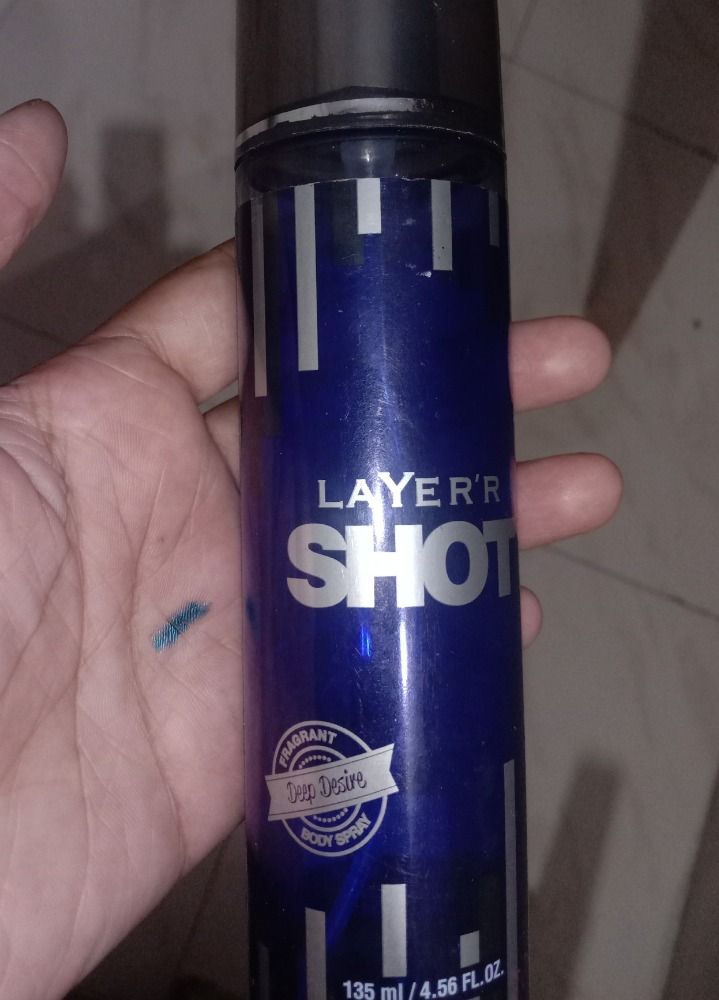 LAYER'R
SHOT
FRAGRANT
Deep Desire
BODY SPRAY
135 ml / 4.56 FL.OZ.